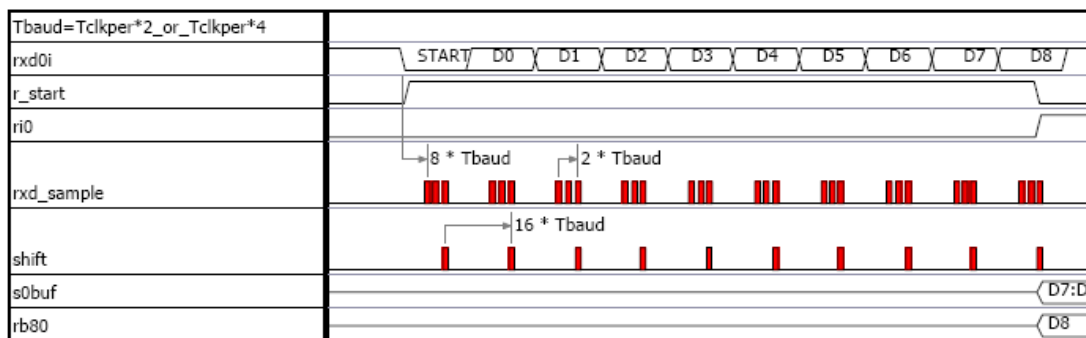 Tbaud=Tclkper*2_or_Tclkper*4
rxd0i START D0 D1 D2 D3 D4 D5 D6 D7 D8
r_start
ri0
8 * Tbaud 2 * Tbaud
rxd_sample
16 * Tbaud
shift
s0buf D7:D
rb80 D8